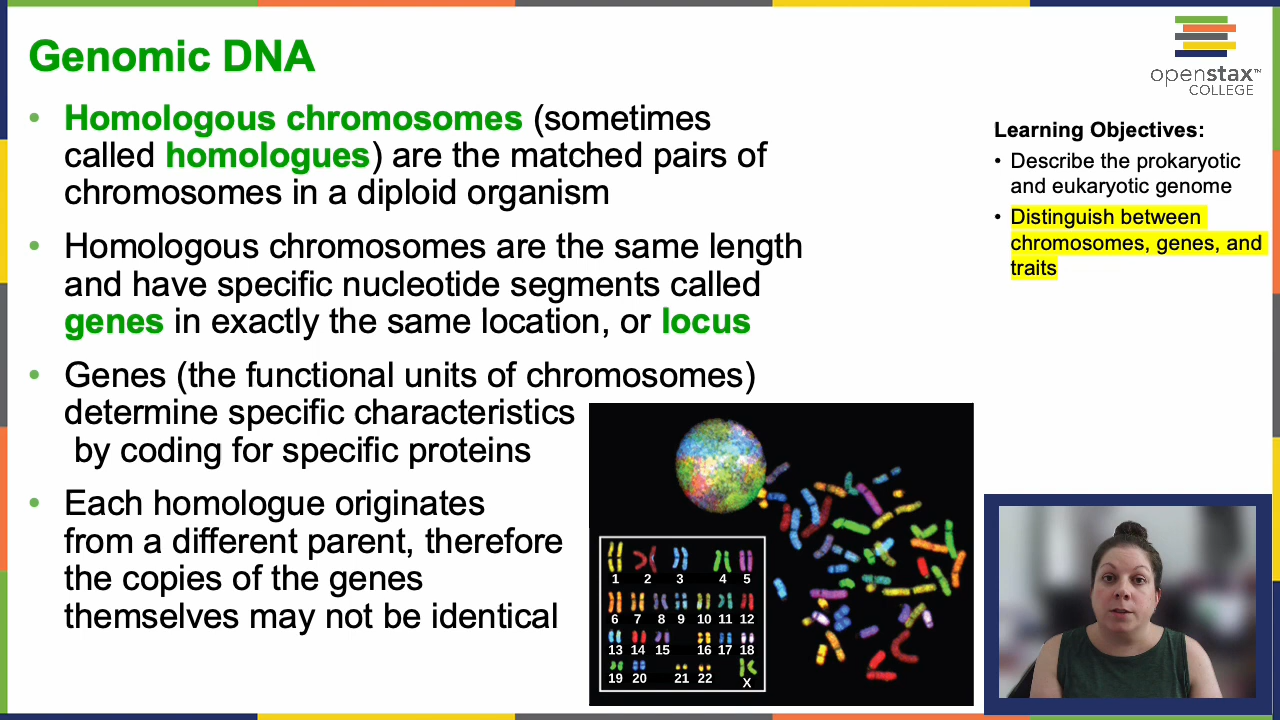 Genomic DNA
• Homologous chromosomes (sometimes
called homologues) are the matched pairs of
chromosomes in a diploid organism
• Homologous chromosomes are the same length
and have specific nucleotide segments called
genes in exactly the same location, or locus
• Genes (the functional units of chromosomes)
determine specific characteristics
by coding for specific proteins
• Each homologue originates
from a different parent, therefore
the copies of the genes
themselves may not be identical
1 2 3 4 5
6 7 8 9 10 11 12
13 14 15 16 17 18
19 20 21 22 X
openstax™
COLLEGE
Learning Objectives:
• Describe the prokaryotic
and eukaryotic genome
• Distinguish between
chromosomes, genes, and
traits